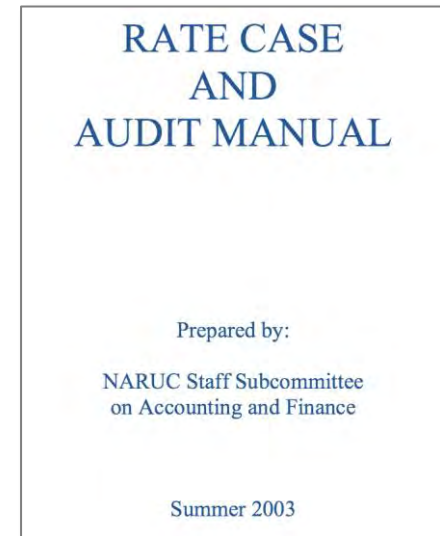 RATE CASE
AND
AUDIT MANUAL
Prepared by:
NARUC Staff Subcommittee
on Accounting and Finance
Summer 2003